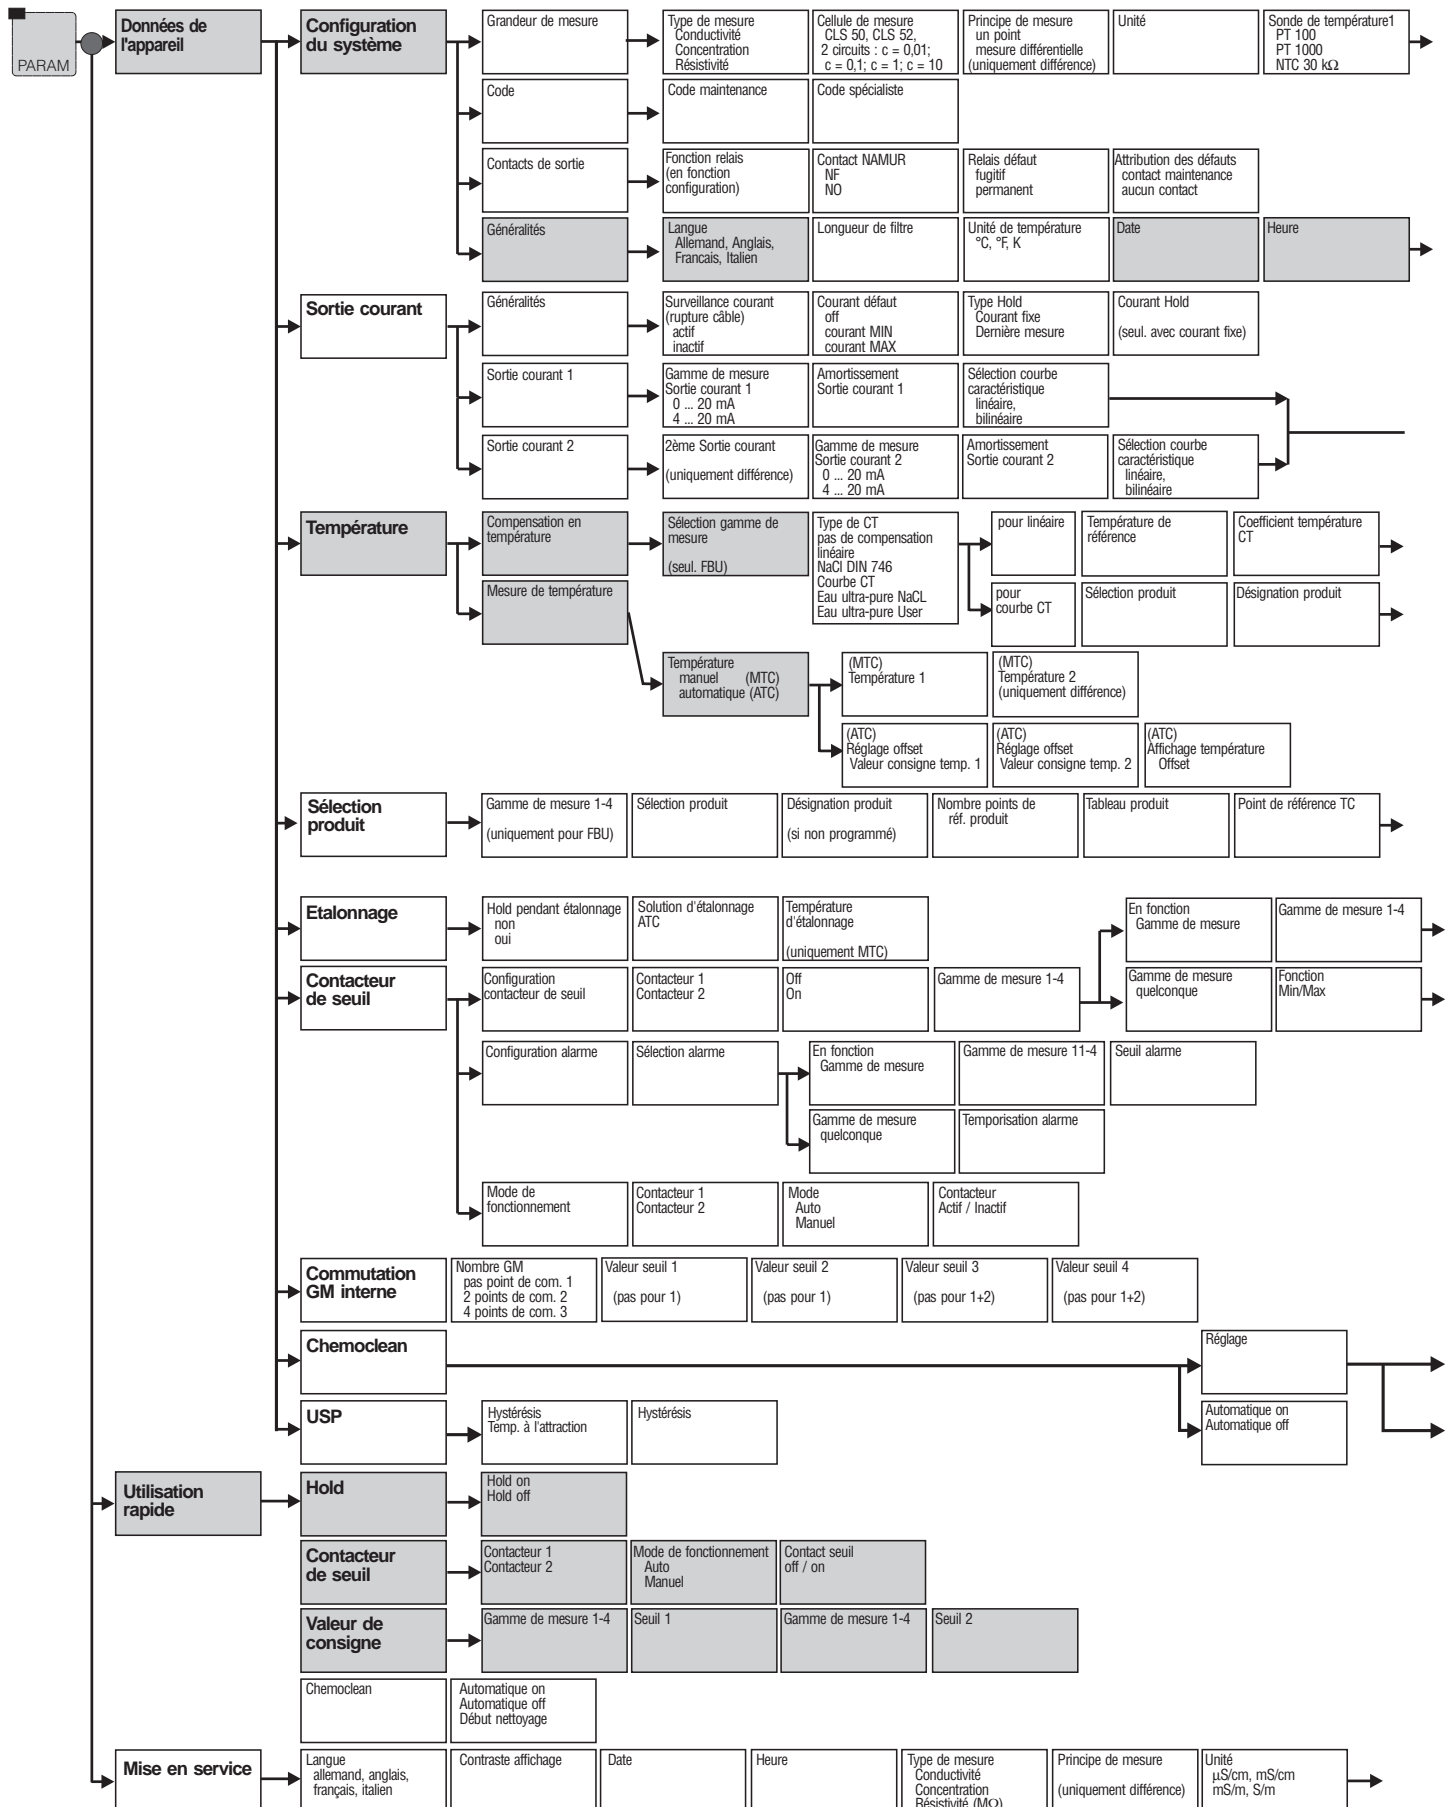 PARAM
Données de
l'appareil
Configuration
du système
Grandeur de mesure
Type de mesure
Conductivité
Concentration
Résistivité
Cellule de mesure
CLS 50, CLS 52,
2 circuits : c = 0,01;
c = 0,1; c = 1; c = 10
Principe de mesure
un point
mesure différentielle
(uniquement différence)
Unité
Sonde de température1
PT 100
PT 1000
NTC 30 kΩ
Code
Code maintenance
Code spécialiste
Contacts de sortie
Fonction relais
(en fonction
configuration)
Contact NAMUR
NF
NO
Relais défaut
fugitif
permanent
Attribution des défauts
contact maintenance
aucun contact
Généralités
Langue
Allemand, Anglais,
Francais, Italien
Longueur de filtre
Unité de température
°C, °F, K
Date
Heure
Sortie courant
Généralités
Surveillance courant
(rupture câble)
actif
inactif
Courant défaut
off
courant MIN
courant MAX
Type Hold
Courant fixe
Dernière mesure
Courant Hold
(seul. avec courant fixe)
Sortie courant 1
Gamme de mesure
Sortie courant 1
0 ... 20 mA
4 ... 20 mA
Amortissement
Sortie courant 1
Sélection courbe
caractéristique
linéaire,
bilinéaire
Sortie courant 2
2ème Sortie courant
(uniquement différence)
Gamme de mesure
Sortie courant 2
0 ... 20 mA
4 ... 20 mA
Amortissement
Sortie courant 2
Sélection courbe
caractéristique
linéaire,
bilinéaire
Température
Compensation en
température
Sélection gamme de
mesure
(seul. FBU)
Type de CT
pas de compensation
linéaire
NaCl DIN 746
Courbe CT
Eau ultra-pure NaCL
Eau ultra-pure User
pour linéaire
Température de
référence
Coefficient température
CT
Mesure de température
pour
courbe CT
Sélection produit
Désignation produit
Température
manuel (MTC)
automatique (ATC)
(MTC)
Température 1
(MTC)
Température 2
(uniquement différence)
(ATC)
Réglage offset
Valeur consigne temp. 1
(ATC)
Réglage offset
Valeur consigne temp. 2
(ATC)
Affichage température
Offset
Sélection
produit
Gamme de mesure 1-4
(uniquement pour FBU)
Sélection produit
Désignation produit
(si non programmé)
Nombre points de
réf. produit
Tableau produit
Point de référence TC
Etalonnage
Hold pendant étalonnage
non
oui
Solution d'étalonnage
ATC
Température
d'étalonnage
(uniquement MTC)
En fonction
Gamme de mesure
Gamme de mesure 1-4
Contacteur
de seuil
Configuration
contacteur de seuil
Contacteur 1
Contacteur 2
Off
On
Gamme de mesure 1-4
Gamme de mesure
quelconque
Fonction
Min/Max
Configuration alarme
Sélection alarme
En fonction
Gamme de mesure
Gamme de mesure 11-4
Seuil alarme
Gamme de mesure
quelconque
Temporisation alarme
Mode de
fonctionnement
Contacteur 1
Contacteur 2
Mode
Auto
Manuel
Contacteur
Actif / Inactif
Commutation
GM interne
Nombre GM
pas point de com. 1
2 points de com. 2
4 points de com. 3
Valeur seuil 1
(pas pour 1)
Valeur seuil 2
(pas pour 1)
Valeur seuil 3
(pas pour 1+2)
Valeur seuil 4
(pas pour 1+2)
Chemoclean
Réglage
Automatique on
Automatique off
USP
Hystérésis
Temp. à l'attraction
Hystérésis
Utilisation
rapide
Hold
Hold on
Hold off
Contacteur
de seuil
Contacteur 1
Contacteur 2
Mode de fonctionnement
Auto
Manuel
Contact seuil
off / on
Valeur de
consigne
Gamme de mesure 1-4
Seuil 1
Gamme de mesure 1-4
Seuil 2
Chemoclean
Automatique on
Automatique off
Début nettoyage
Mise en service
Langue
allemand, anglais,
français, italien
Contraste affichage
Date
Heure
Type de mesure
Conductivité
Concentration
Résistivité (MΩ)
Principe de mesure
(uniquement différence)
Unité
µS/cm, mS/cm
mS/m, S/m